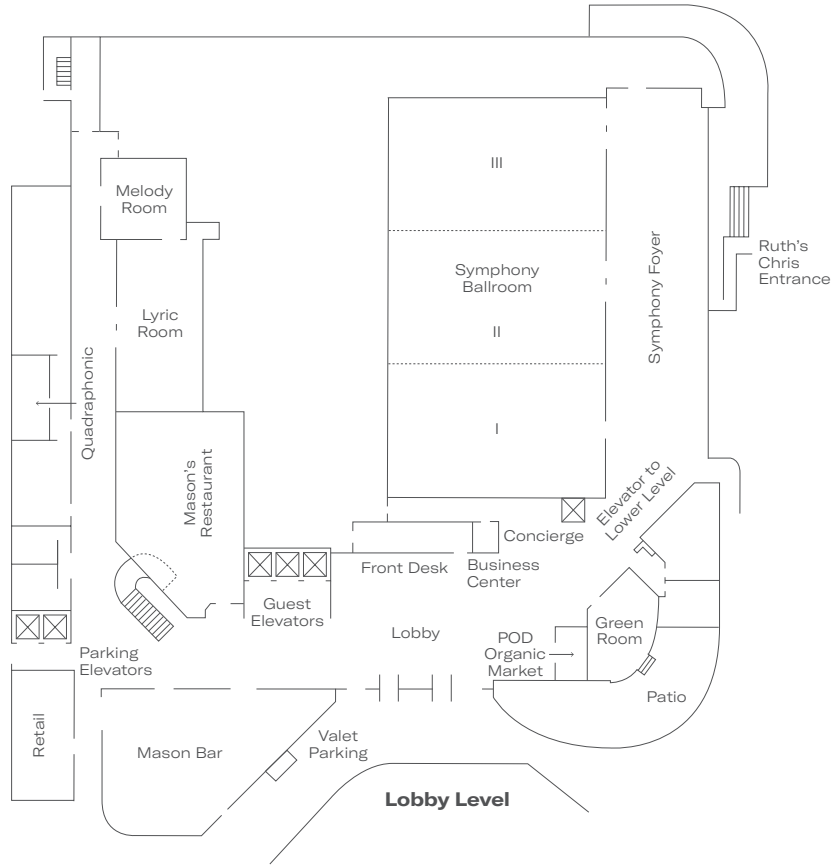 III
Melody
Room
Symphony
Ballroom
Symphony Foyer
Ruth's
Chris
Entrance
Lyric
Room
II
Quadraphonic
I
Mason's
Restaurant
Elevator to
Lower Level
Concierge
Front Desk
Business
Center
Guest
Elevators
Lobby
POD
Organic
Market
Green
Room
Parking
Elevators
Patio
Retail
Mason Bar
Valet
Parking
Lobby Level